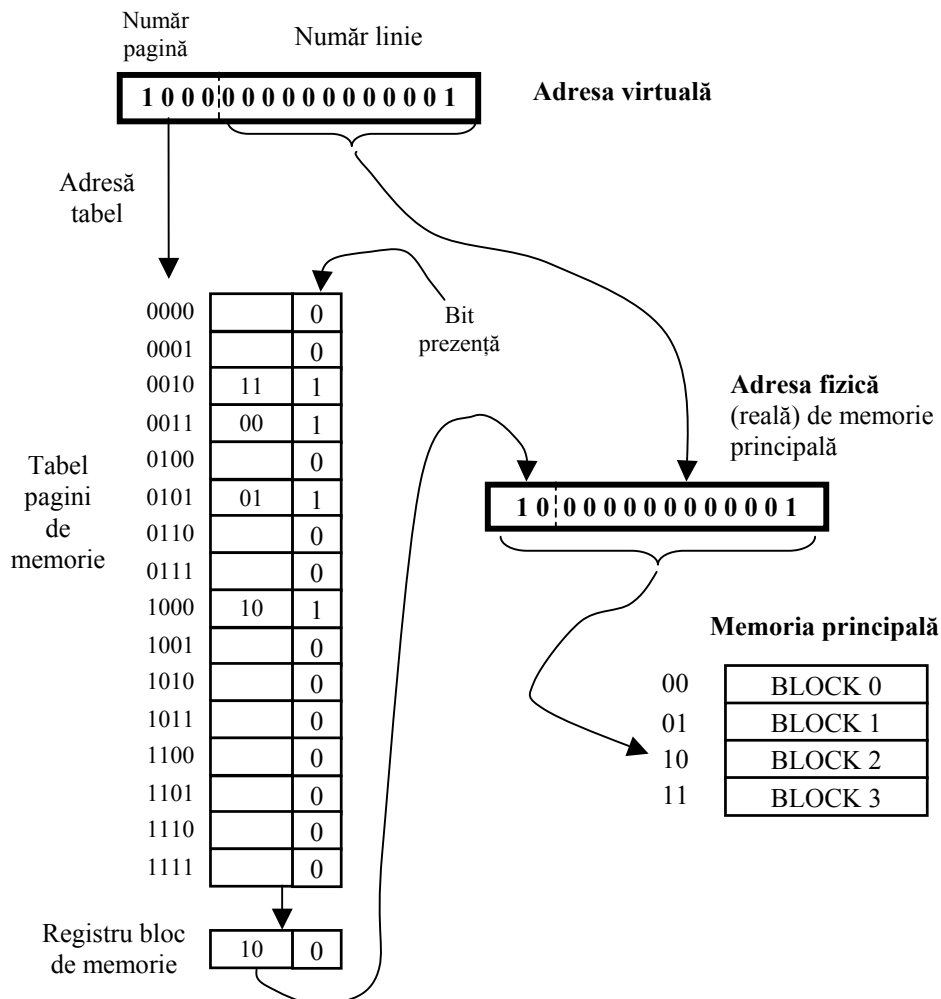 Număr
pagină
Număr linie
1 0 0 0 0 0 0 0 0 0 0 0 0 0 0 1
Adresa virtuală
Adresă
tabel
Bit
prezență
0000 0
0001 0
0010 11 1
0011 00 1
0100 0
0101 01 1
0110 0
0111 0
1000 10 1
1001 0
1010 0
1011 0
1100 0
1101 0
1110 0
1111 0
Tabel
pagini
de
memorie
Adresa fizică
(reală) de memorie
principală
1 0 0 0 0 0 0 0 0 0 0 0 0 1
Memoria principală
00 BLOCK 0
01 BLOCK 1
10 BLOCK 2
11 BLOCK 3
Registru bloc
de memorie
10 0